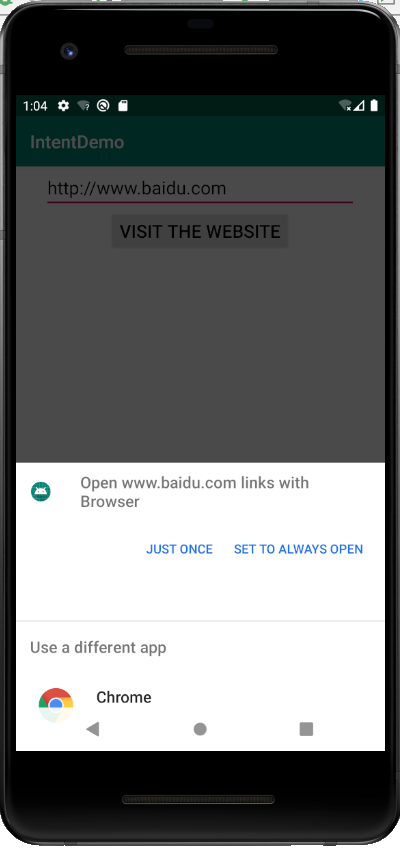 1:04
IntentDemo
http://www.baidu.com
VISIT THE WEBSITE
Open www.baidu.com links with
Browser
JUST ONCE SET TO ALWAYS OPEN
Use a different app
Chrome